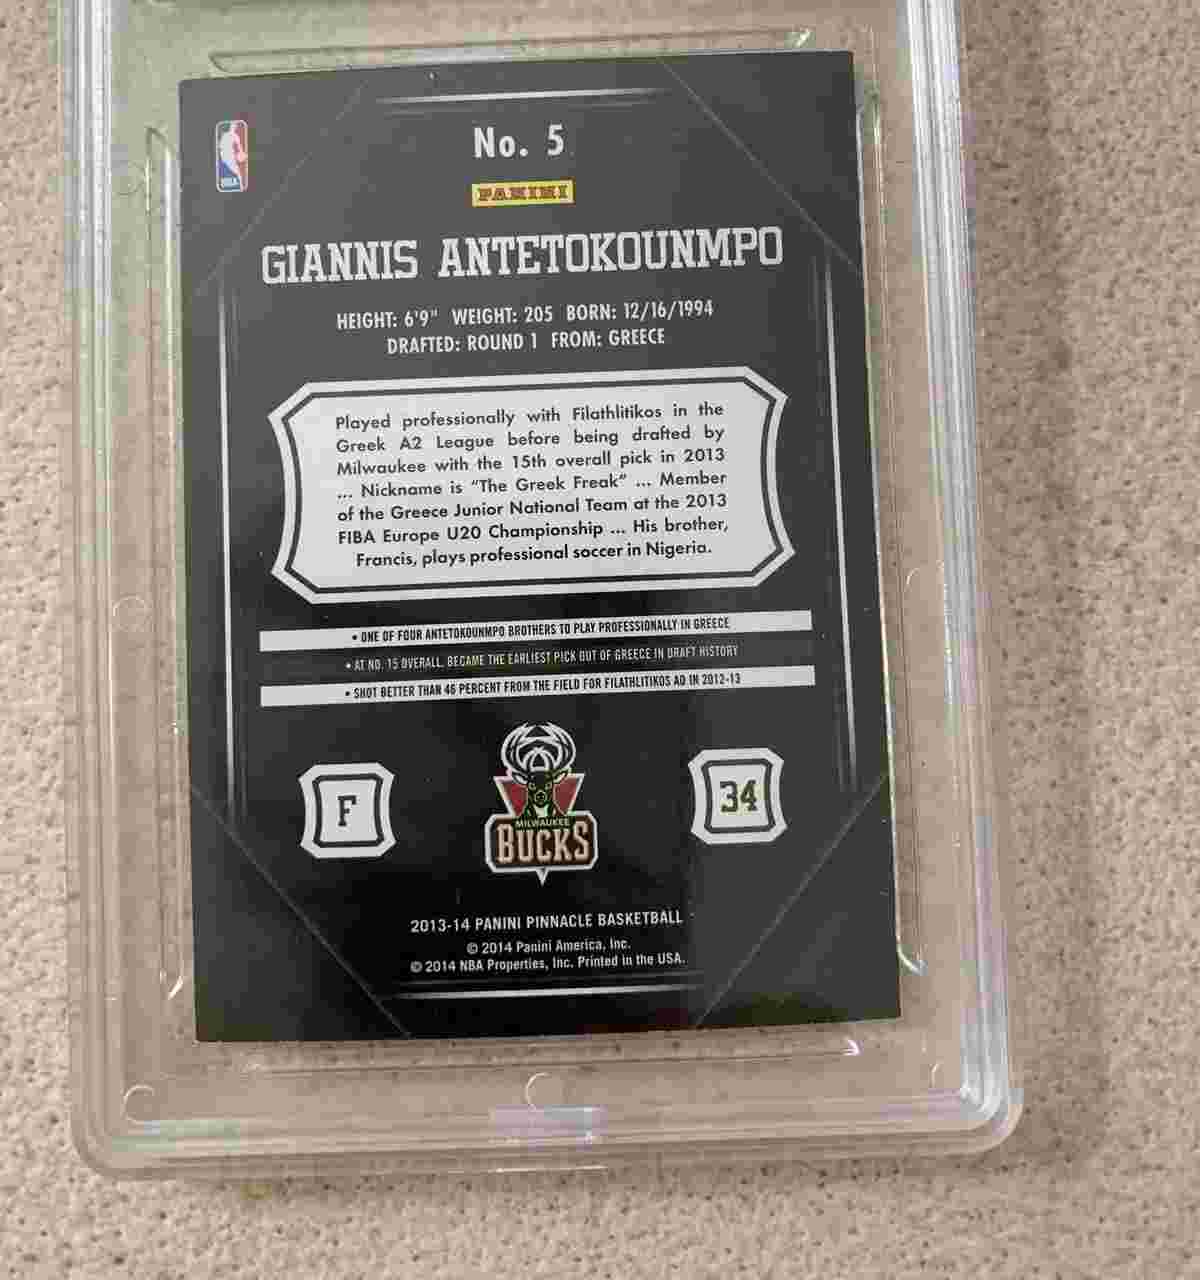 No. 5
PANINI
NBA
GIANNIS ANTETOKOUNMPO
HEIGHT: 6'9" WEIGHT: 205 BORN: 12/16/1994
DRAFTED: ROUND 1 FROM: GREECE
Played professionally with Filathlitikos in the
Greek A2 League before being drafted by
Milwaukee with the 15th overall pick in 2013
... Nickname is "The Greek Freak" ... Member
of the Greece Junior National Team at the 2013
FIBA Europe U20 Championship ... His brother,
Francis, plays professional soccer in Nigeria.
• ONE OF FOUR ANTETOKOUNMPO BROTHERS TO PLAY PROFESSIONALLY IN GREECE
• AT NO. 15 OVERALL, BECAME THE EARLIEST PICK OUT OF GREECE IN DRAFT HISTORY
• SHOT BETTER THAN 46 PERCENT FROM THE FIELD FOR FILATHLITIKOS AO IN 2012-13
F
MILWAUKEE
BUCKS
34
2013-14 PANINI PINNACLE BASKETBALL
© 2014 Panini America, Inc.
© 2014 NBA Properties, Inc. Printed in the USA.